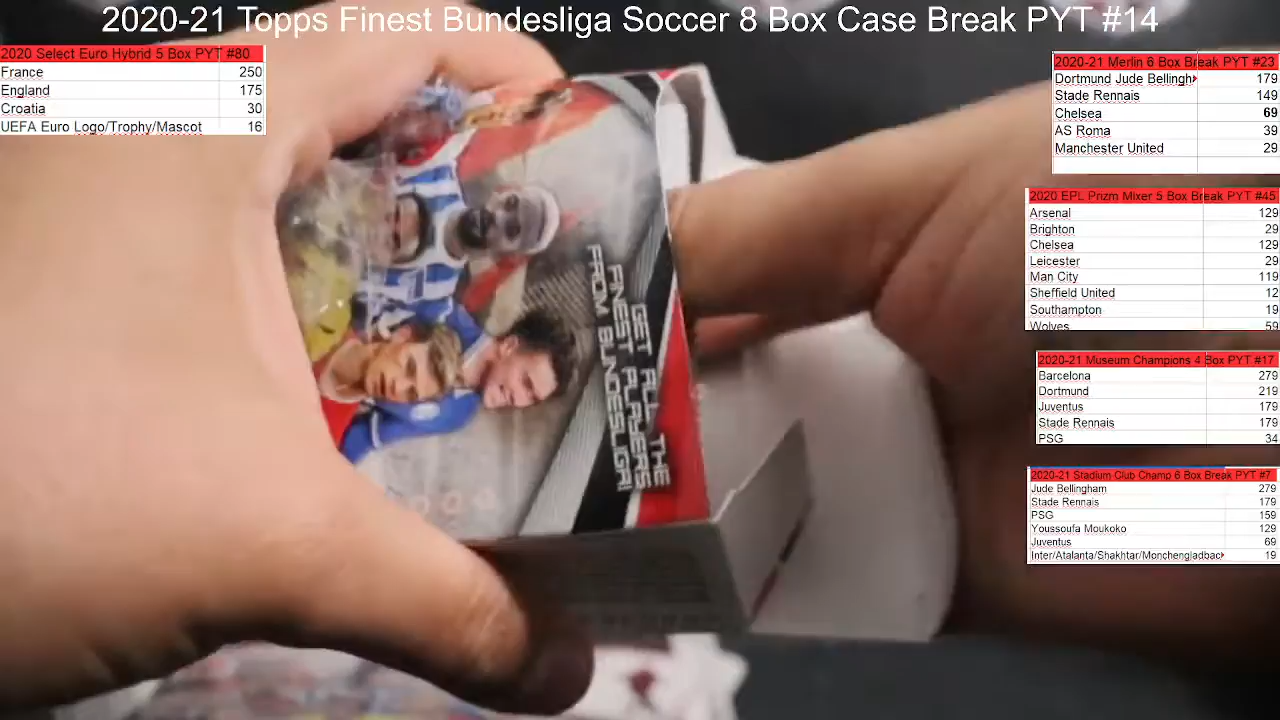 2020-21 Topps Finest Bundesliga Soccer 8 Box Case Break PYT #14
2020 Select Euro Hybrid 5 Box PYT #80
France 250
England 175
Croatia 30
UEFA Euro Logo/Trophy/Mascot 16
2020-21 Merlin 6 Box Break PYT #23
Dortmund Jude Bellingh 179
Stade Rennais 149
Chelsea 69
AS Roma 39
Manchester United 29
2020 EPL Prizm Mixer 5 Box Break PYT #45
Arsenal 129
Brighton 29
Chelsea 129
Leicester 29
Man City 119
Sheffield United 12
Southampton 19
Wolves 59
2020-21 Museum Champions 4 Box PYT #17
Barcelona 279
Dortmund 219
Juventus 179
Stade Rennais 179
PSG 34
2020-21 Stadium Club Champ 6 Box Break PYT #7
Jude Bellingham 279
Stade Rennais 179
PSG 159
Youssoufa Moukoko 129
Juventus 69
Inter/Atalanta/Shakhtar/Monchengladbac 19
GET ALL THE
FINEST PLAYERS
FROM BUNDESLIGA!